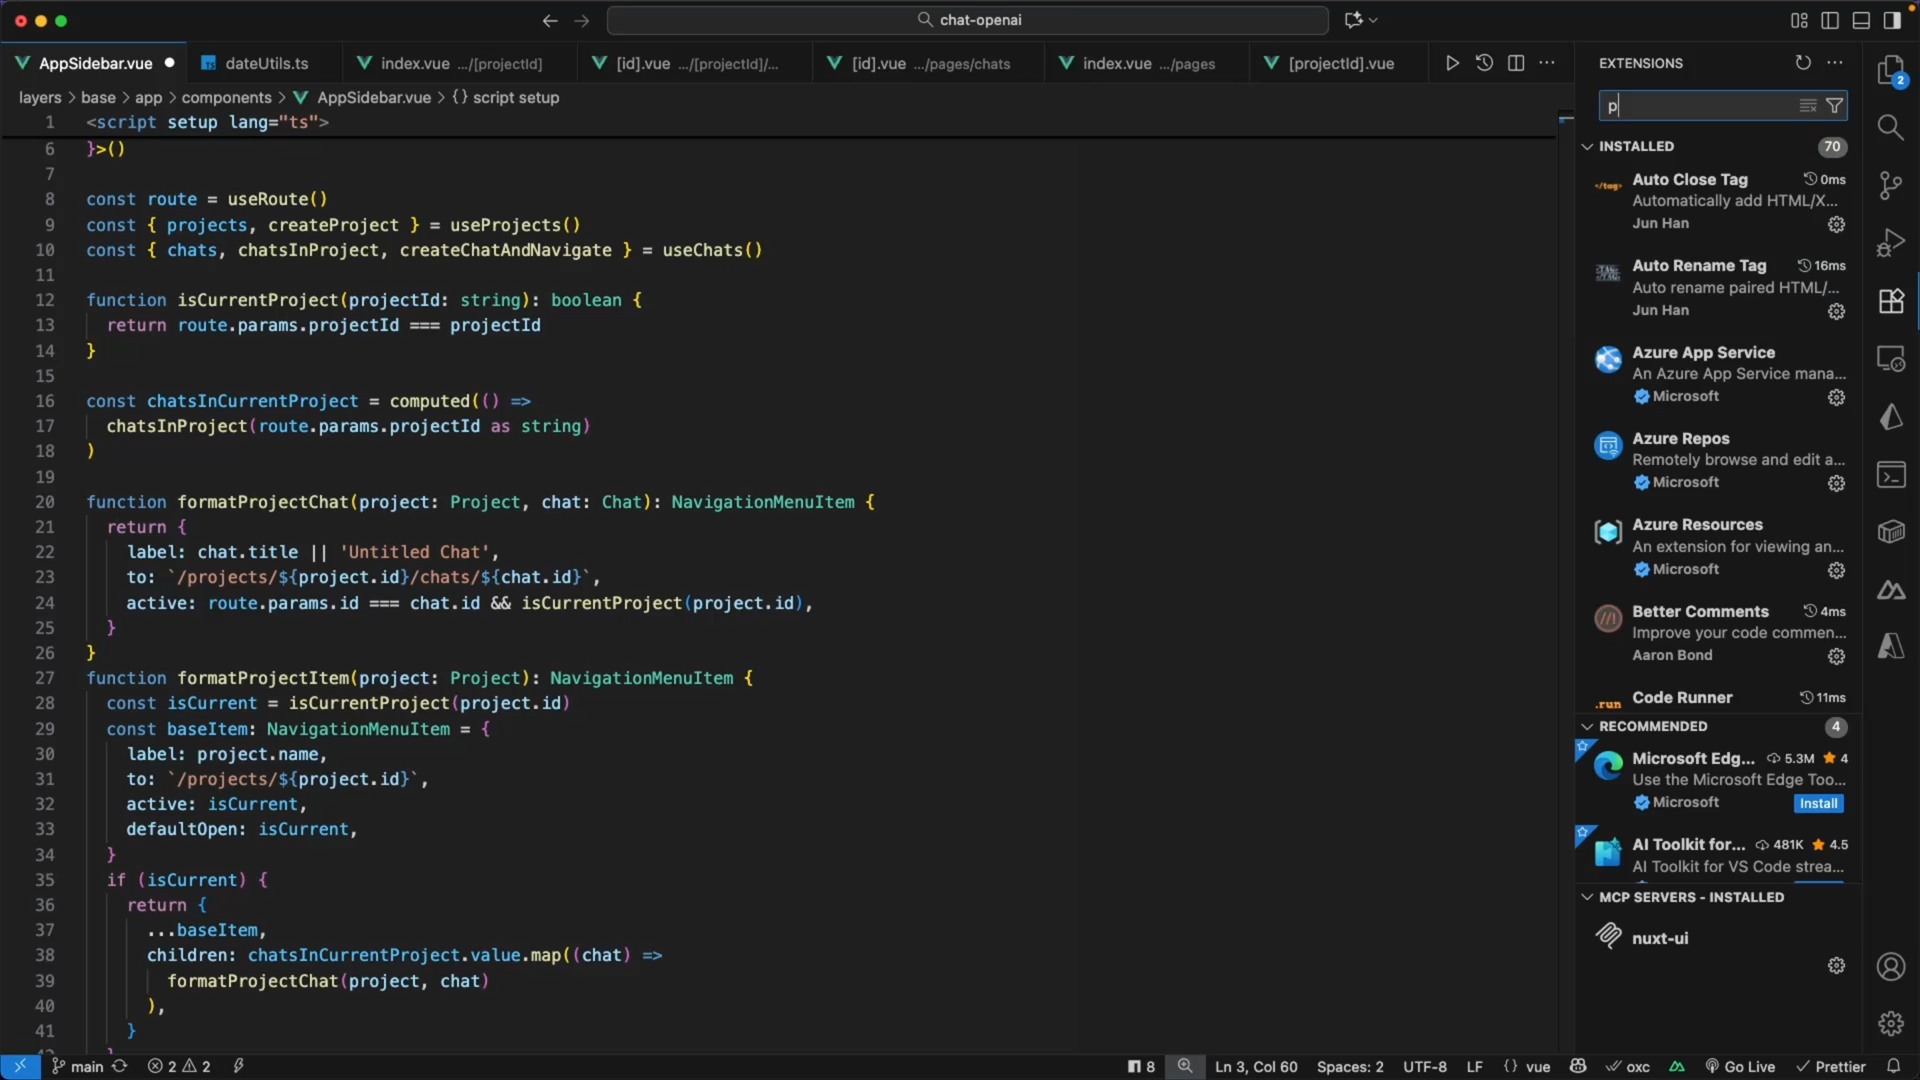 chat-openai
AppSidebar.vue
dateUtils.ts
index.vue .../[projectId]
[id].vue .../[projectId]/...
[id].vue .../pages/chats
index.vue .../pages
[projectId].vue
layers > base > app > components > AppSidebar.vue > {} script setup
1 <script setup lang="ts">
6 }>()
7
8 const route = useRoute()
9 const { projects, createProject } = useProjects()
10 const { chats, chatsInProject, createChatAndNavigate } = useChats()
11
12 function isCurrentProject(projectId: string): boolean {
13 return route.params.projectId === projectId
14 }
15
16 const chatsInCurrentProject = computed(() =>
17 chatsInProject(route.params.projectId as string)
18 )
19
20 function formatProjectChat(project: Project, chat: Chat): NavigationMenuItem {
21 return {
22 label: chat.title || 'Untitled Chat',
23 to: `/projects/${project.id}/chats/${chat.id}`,
24 active: route.params.id === chat.id && isCurrentProject(project.id),
25 }
26 }
27 function formatProjectItem(project: Project): NavigationMenuItem {
28 const isCurrent = isCurrentProject(project.id)
29 const baseItem: NavigationMenuItem = {
30 label: project.name,
31 to: `/projects/${project.id}`,
32 active: isCurrent,
33 defaultOpen: isCurrent,
34 }
35 if (isCurrent) {
36 return {
37 ...baseItem,
38 children: chatsInCurrentProject.value.map((chat) =>
39 formatProjectChat(project, chat)
40 ),
41 }
EXTENSIONS
p
INSTALLED 70
Auto Close Tag 0ms
Automatically add HTML/X...
Jun Han
Auto Rename Tag 16ms
Auto rename paired HTML/...
Jun Han
Azure App Service
An Azure App Service mana...
Microsoft
Azure Repos
Remotely browse and edit a...
Microsoft
Azure Resources
An extension for viewing an...
Microsoft
Better Comments 4ms
Improve your code commen...
Aaron Bond
.run Code Runner 11ms
RECOMMENDED 4
Microsoft Edg... 5.3M 4
Use the Microsoft Edge Too...
Microsoft Install
AI Toolkit for... 481K 4.5
AI Toolkit for VS Code strea...
MCP SERVERS - INSTALLED
nuxt-ui
2
main 2 2 8 Ln 3, Col 60 Spaces: 2 UTF-8 LF {} vue oxc Go Live Prettier